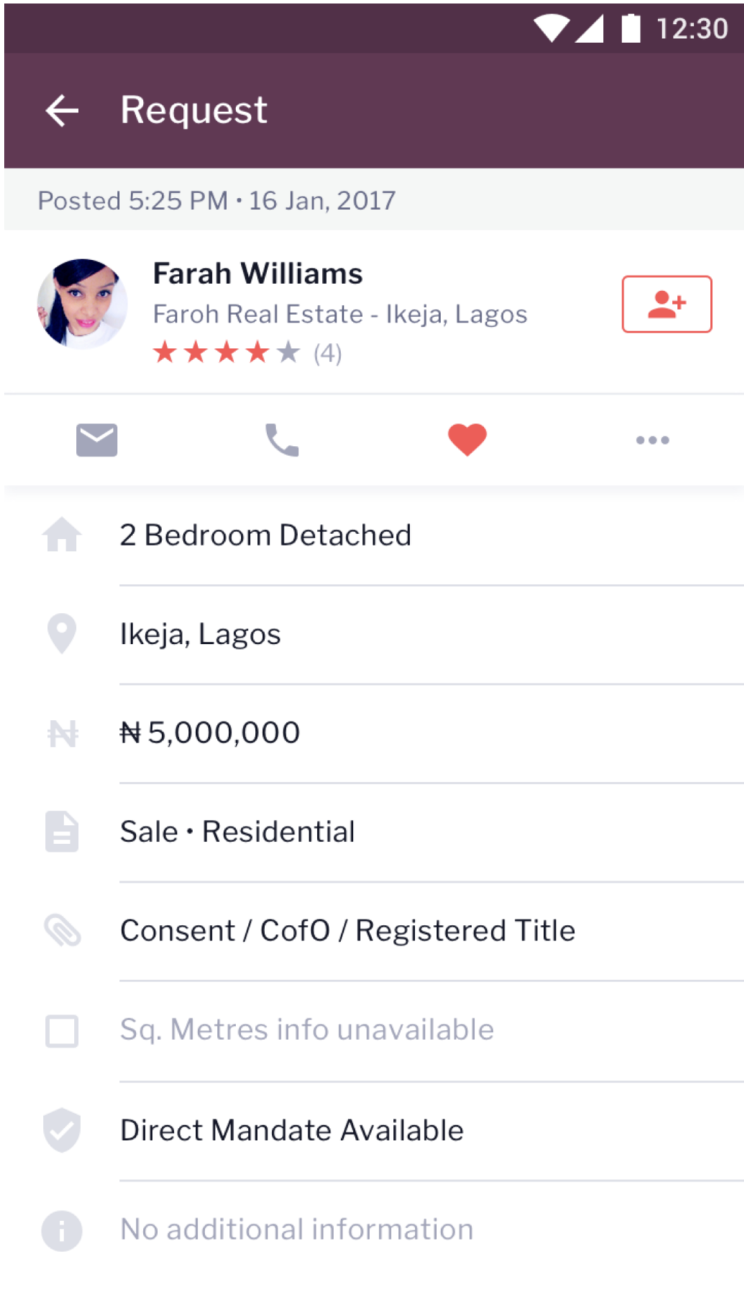 12:30
Request
Posted 5:25 PM • 16 Jan, 2017
Farah Williams
Faroh Real Estate - Ikeja, Lagos
(4)
2 Bedroom Detached
Ikeja, Lagos
₦ 5,000,000
Sale • Residential
Consent / CofO / Registered Title
Sq. Metres info unavailable
Direct Mandate Available
No additional information